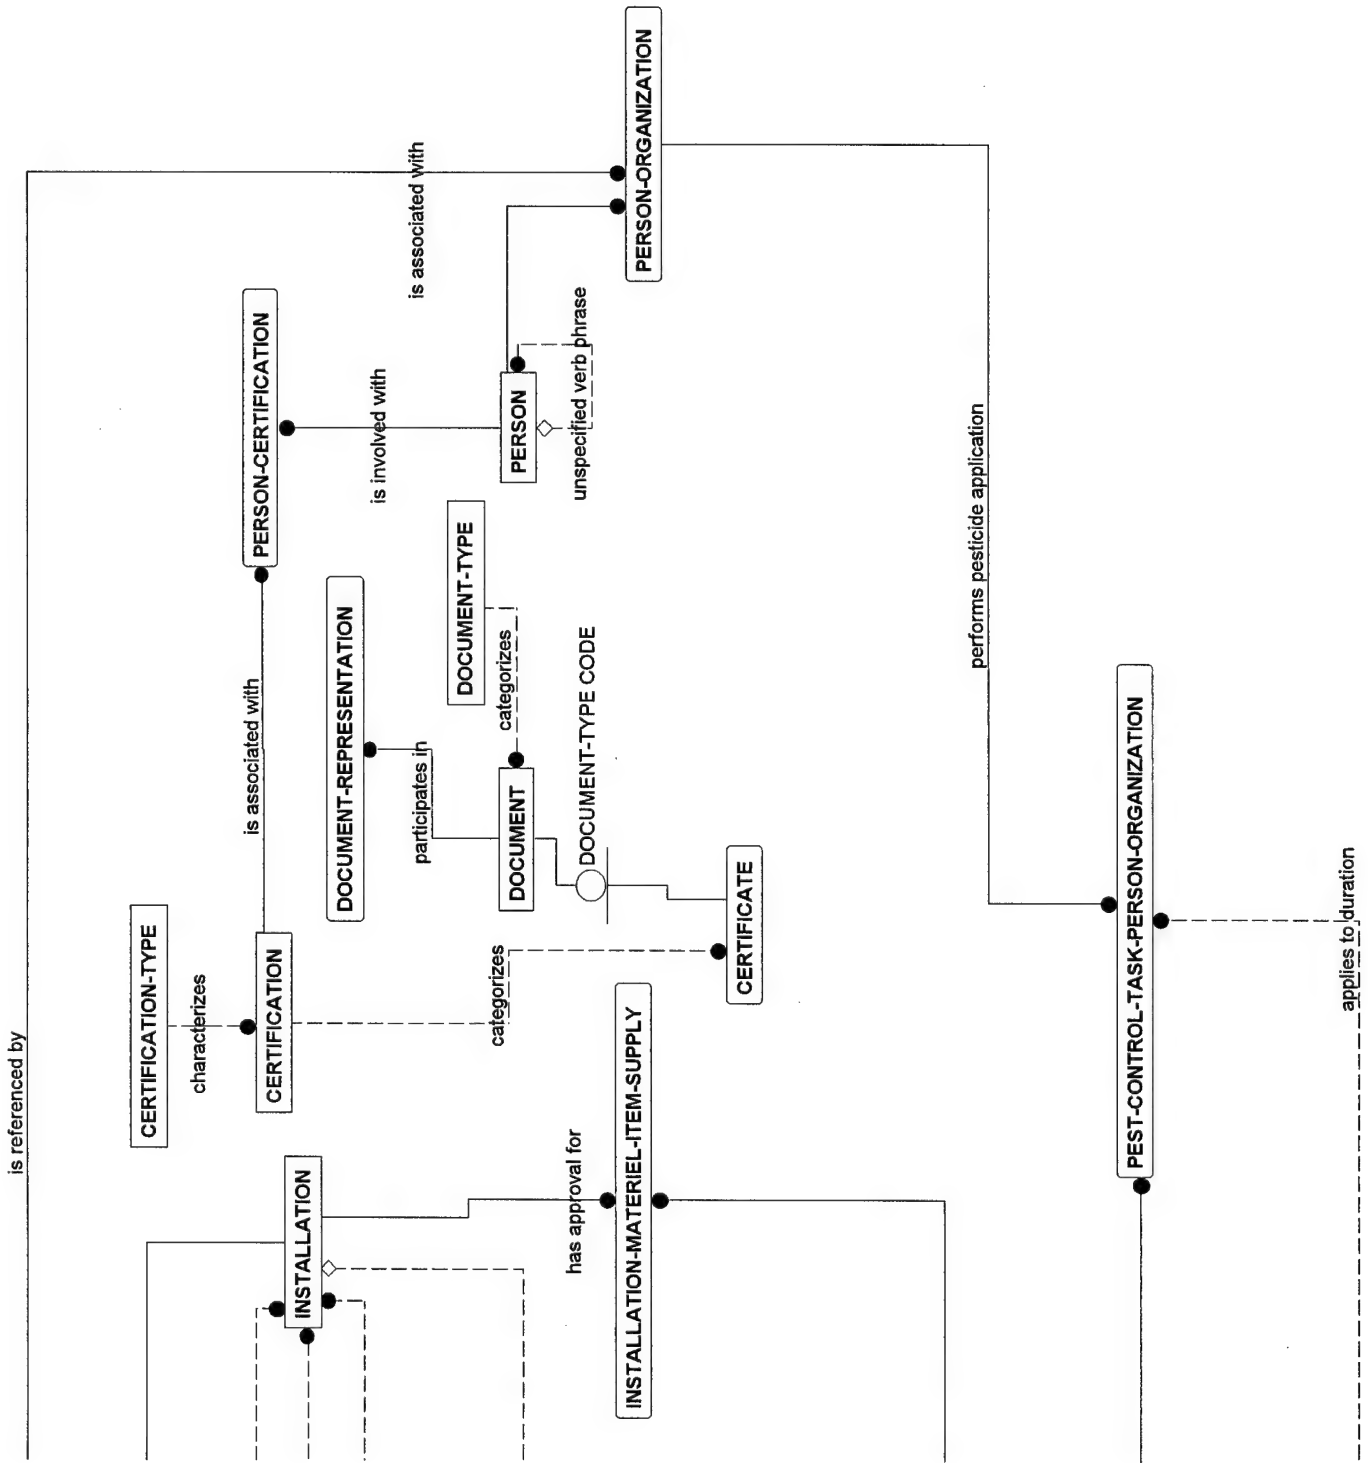 is referenced by
CERTIFICATION-TYPE
characterizes
is associated with
PERSON-CERTIFICATION
CERTIFICATION
INSTALLATION
DOCUMENT-REPRESENTATION
is involved with
is associated with
participates in
DOCUMENT-TYPE
categorizes
categorizes
DOCUMENT
PERSON
has approval for
unspecified verb phrase
DOCUMENT-TYPE CODE
INSTALLATION-MATERIEL-ITEM-SUPPLY
PERSON-ORGANIZATION
CERTIFICATE
performs pesticide application
PEST-CONTROL-TASK-PERSON-ORGANIZATION
applies to duration